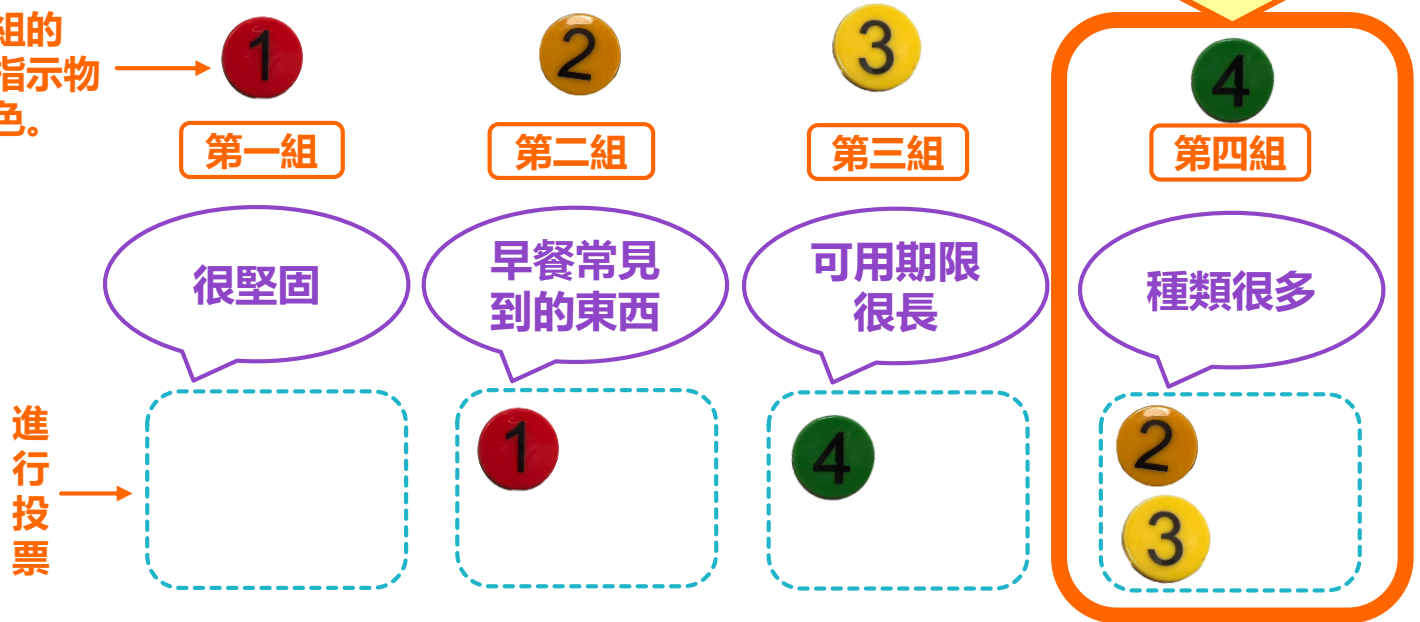 組的
指示物
色。
1
2
3
4
第一組
第二組
第三組
第四組
很堅固
早餐常見
到的東西
可用期限
很長
種類很多
進
行
投
票
1
4
2
3